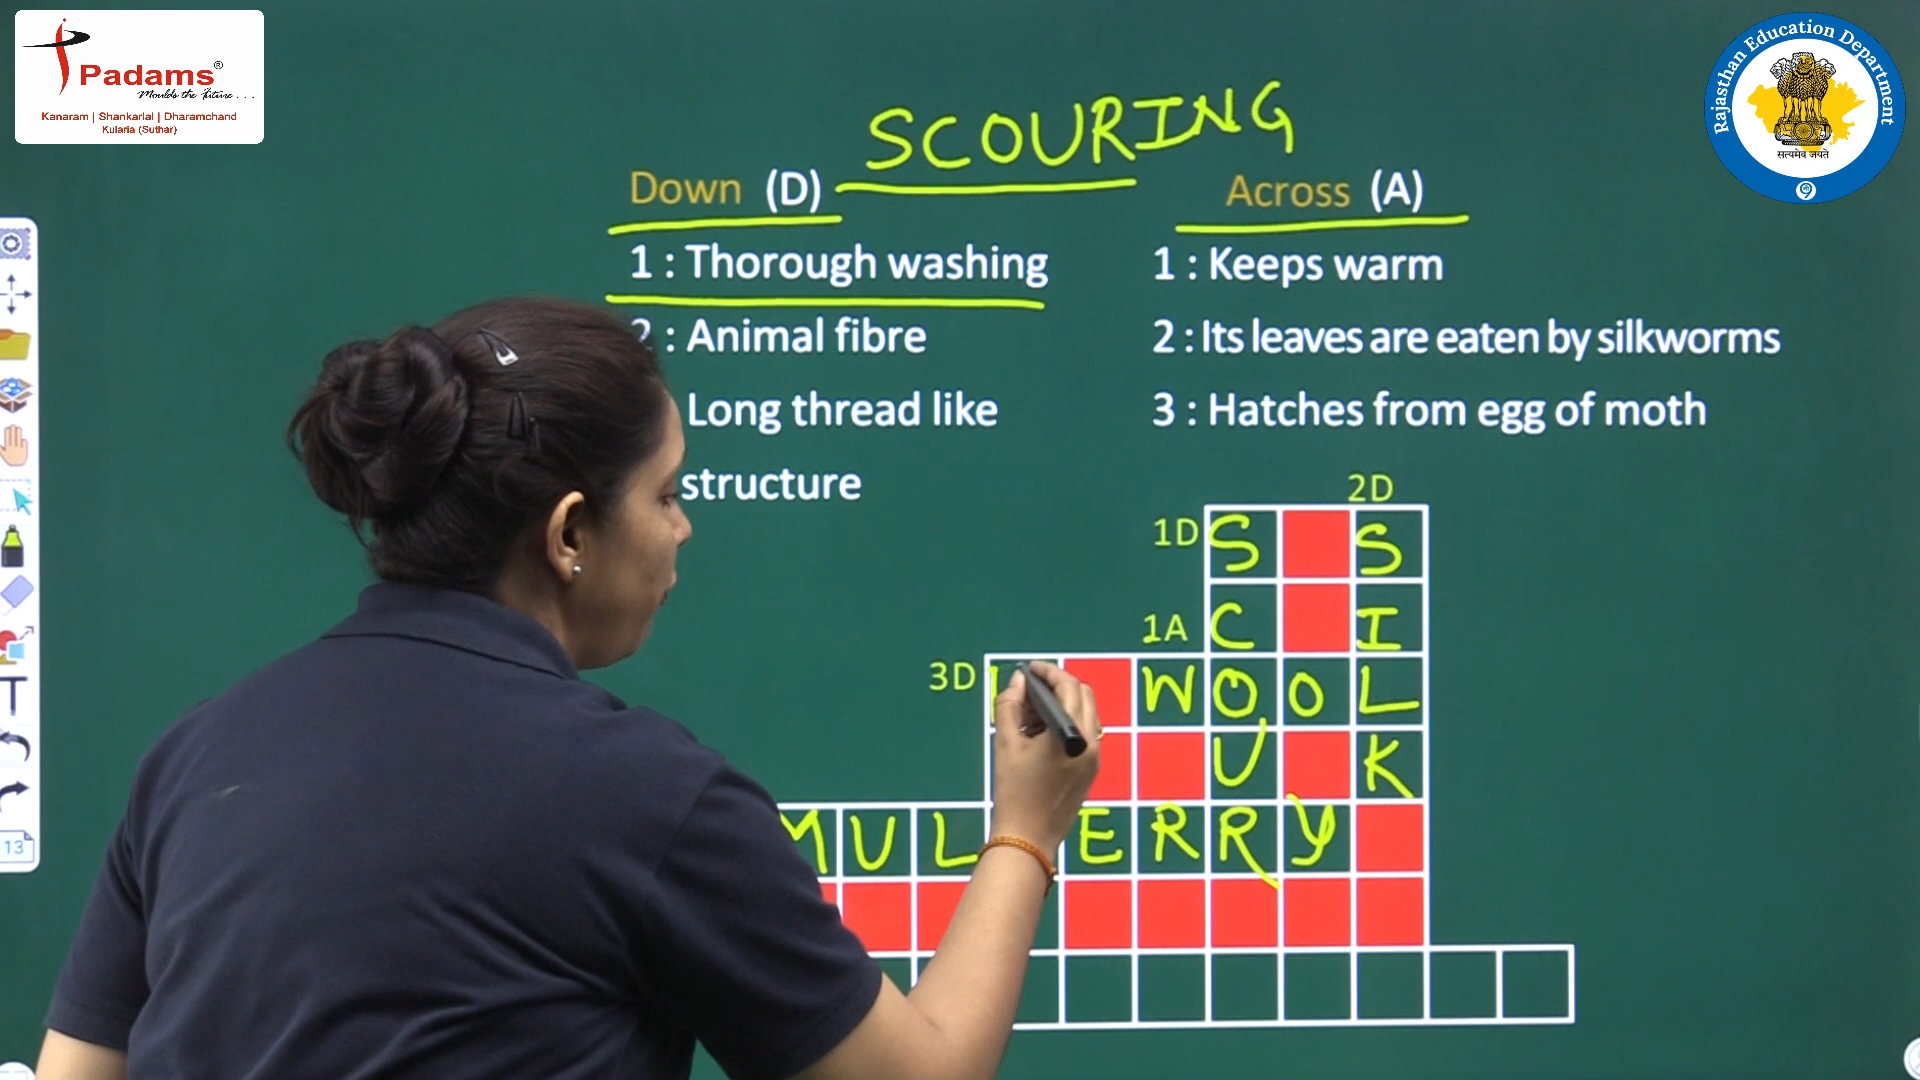 Padams®
Moulds the Future . . .
Kanaram | Shankarlal | Dharamchand
Kularia (Suthar)
Rajasthan Education Department
सत्यमेव जयते
SCOURING
Down (D)
1 : Thorough washing
2 : Animal fibre
Long thread like
structure
Across (A)
1 : Keeps warm
2 : Its leaves are eaten by silkworms
3 : Hatches from egg of moth
2D
1D S S
1A C I
3D W O O L
U K
M U L E R R Y
T
13